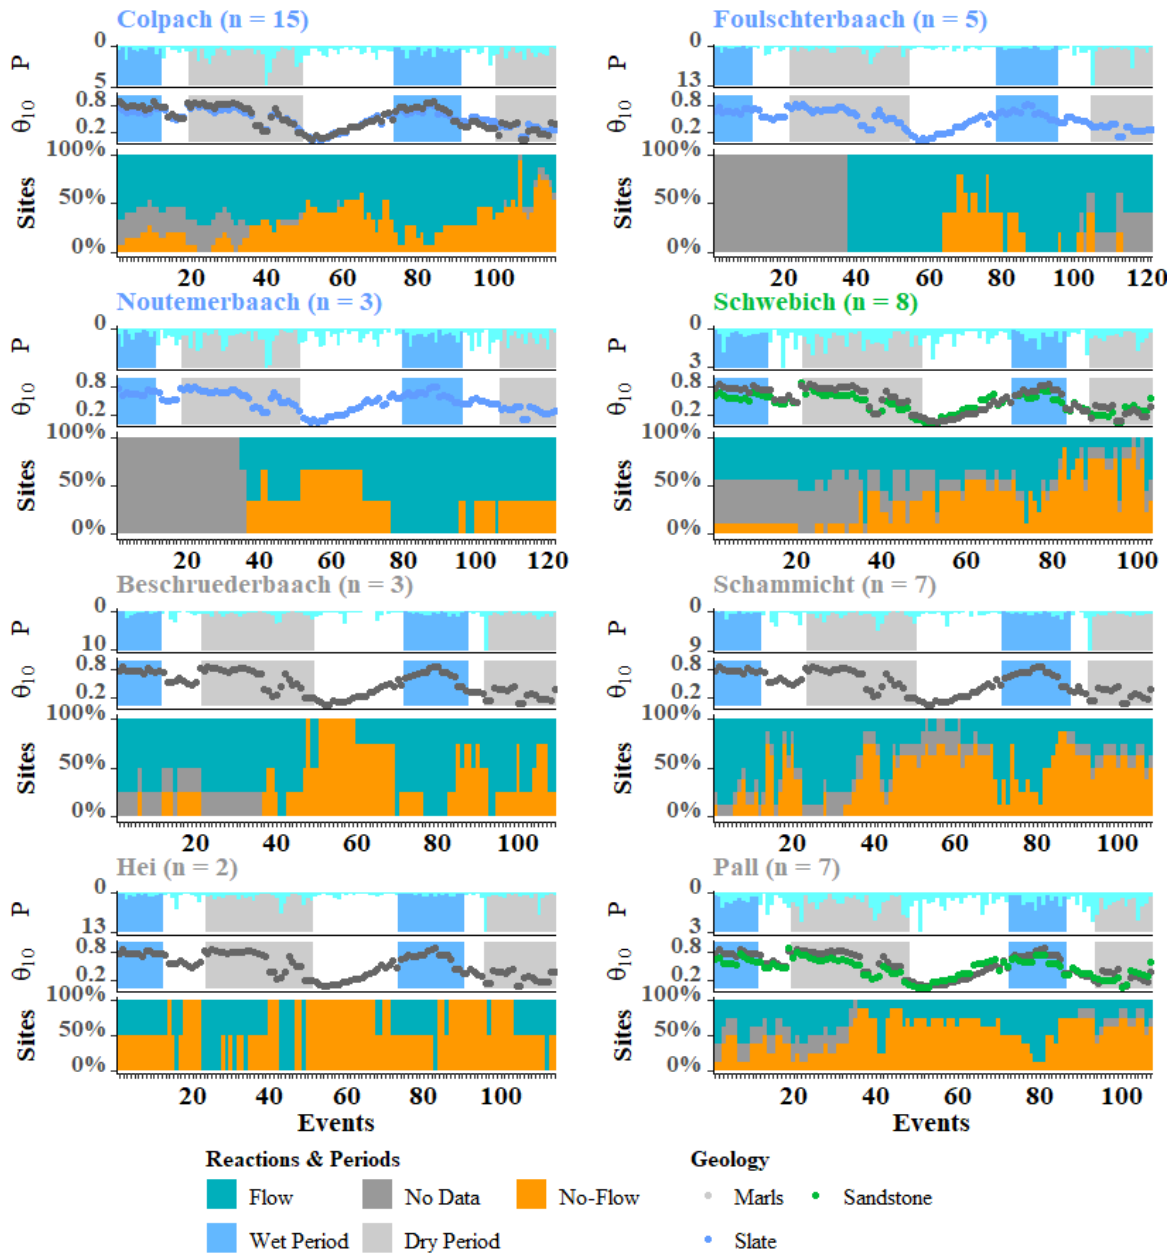 Colpach (n = 15)
Foulschterbaach (n = 5)
P
0
5
P
0
13
θ10
0.8
0.2
θ10
0.8
0.2
Sites
100%
50%
0%
Sites
100%
50%
0%
20 40 60 80 100
20 40 60 80 100 120
Noutemerbaach (n = 3)
Schwebich (n = 8)
P
0
9
P
0
3
θ10
0.8
0.2
θ10
0.8
0.2
Sites
100%
50%
0%
Sites
100%
50%
0%
20 40 60 80 100 120
20 40 60 80 100
Beschruederbaach (n = 3)
Schammicht (n = 7)
P
0
10
P
0
9
θ10
0.8
0.2
θ10
0.8
0.2
Sites
100%
50%
0%
Sites
100%
50%
0%
20 40 60 80 100
20 40 60 80 100
Hei (n = 2)
Pall (n = 7)
P
0
13
P
0
3
θ10
0.8
0.2
θ10
0.8
0.2
Sites
100%
50%
0%
Sites
100%
50%
0%
20 40 60 80 100
20 40 60 80 100
Events
Events
Reactions & Periods
Geology
Flow No Data No-Flow
Marls Sandstone
Wet Period Dry Period
Slate